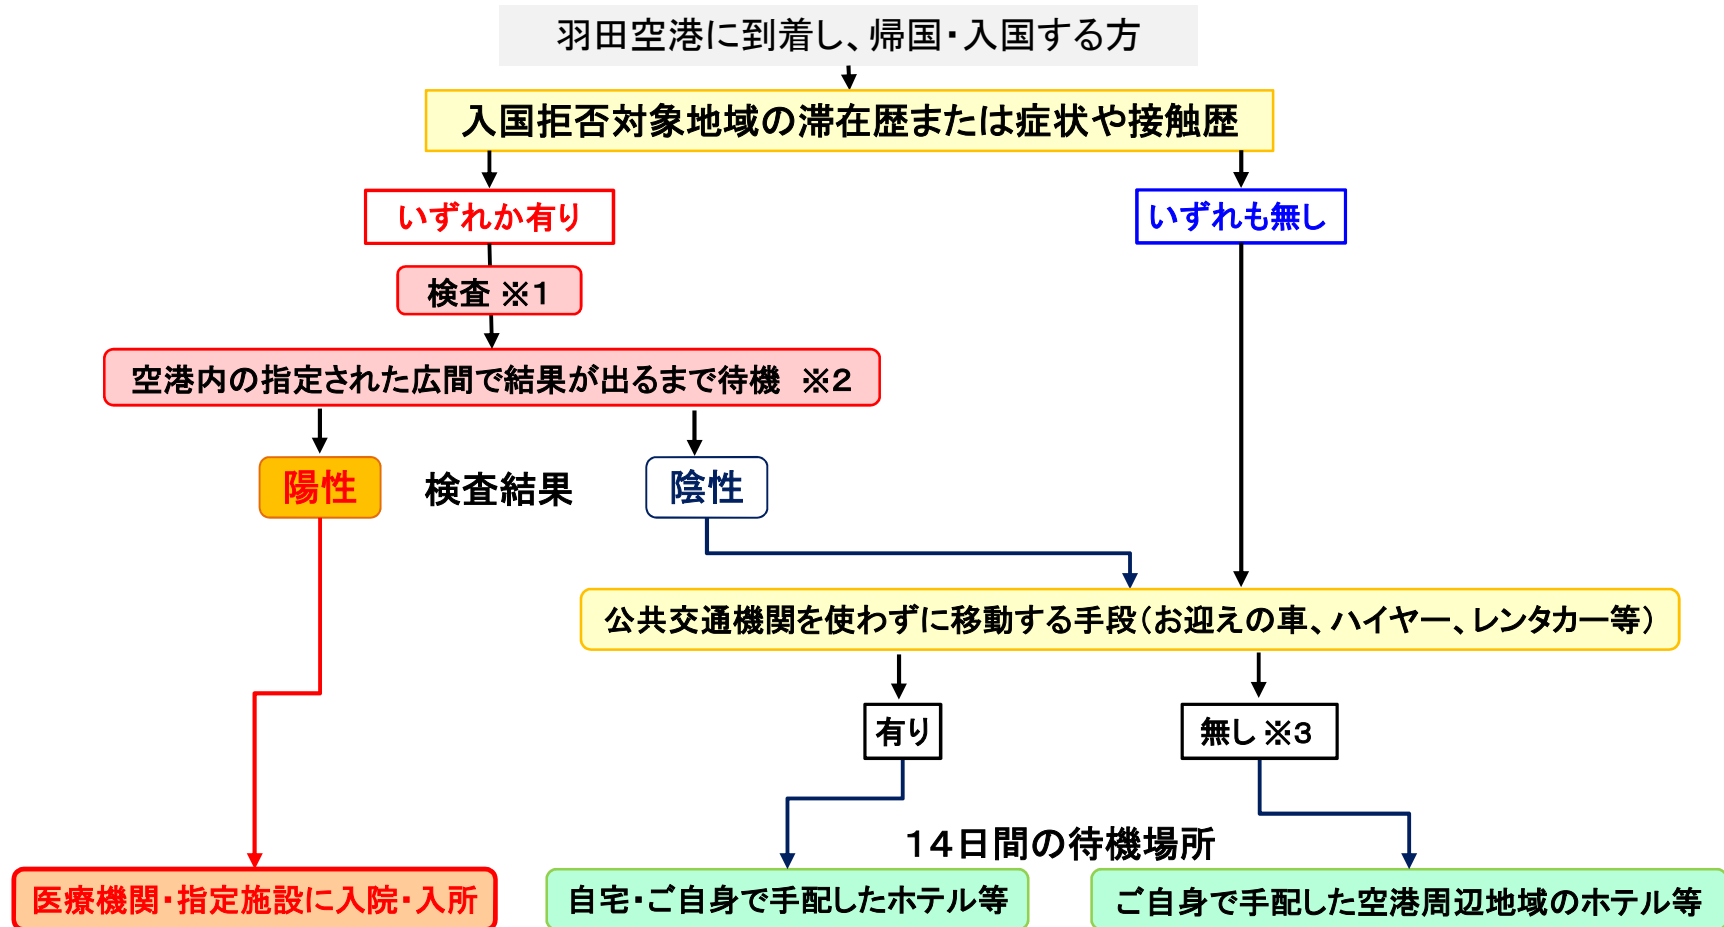 羽田空港に到着し、帰国・入国する方
入国拒否対象地域の滞在歴または症状や接触歴
いずれか有り
いずれも無し
検査 ※1
空港内の指定された広間で結果が出るまで待機 ※2
陽性
検査結果
陰性
公共交通機関を使わずに移動する手段(お迎えの車、ハイヤー、レンタカー等)
有り
無し ※3
14日間の待機場所
医療機関・指定施設に入院・入所
自宅・ご自身で手配したホテル等
ご自身で手配した空港周辺地域のホテル等